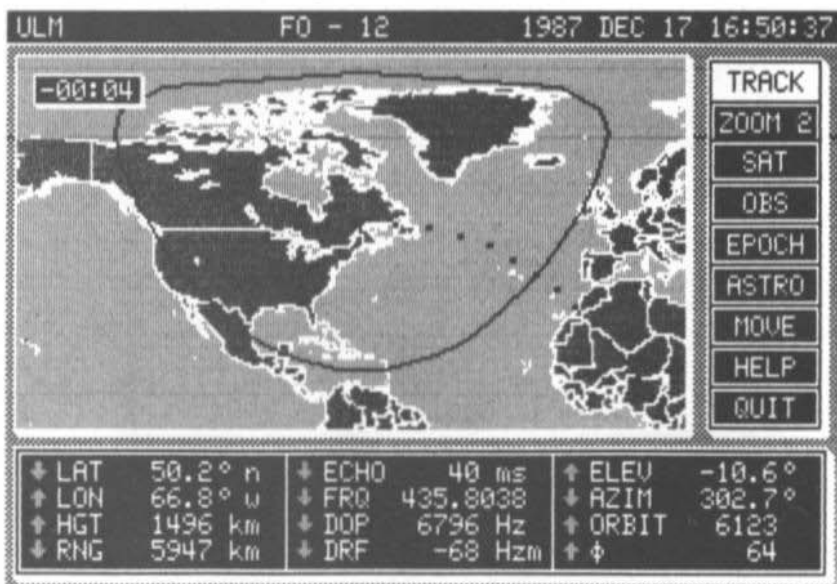 ULM FO - 12 1987 DEC 17 16:50:37
-00:04
TRACK
ZOOM 2
SAT
OBS
EPOCH
ASTRO
MOVE
HELP
QUIT
↓ LAT 50.2° n
↑ LON 66.8° w
↑ HGT 1496 km
↓ RNG 5947 km
↓ ECHO 40 ms
↓ FRQ 435.8038
↓ DOP 6796 Hz
↓ DRF -68 Hzm
↑ ELEV -10.6°
↓ AZIM 302.7°
↑ ORBIT 6123
↑ ϕ 64